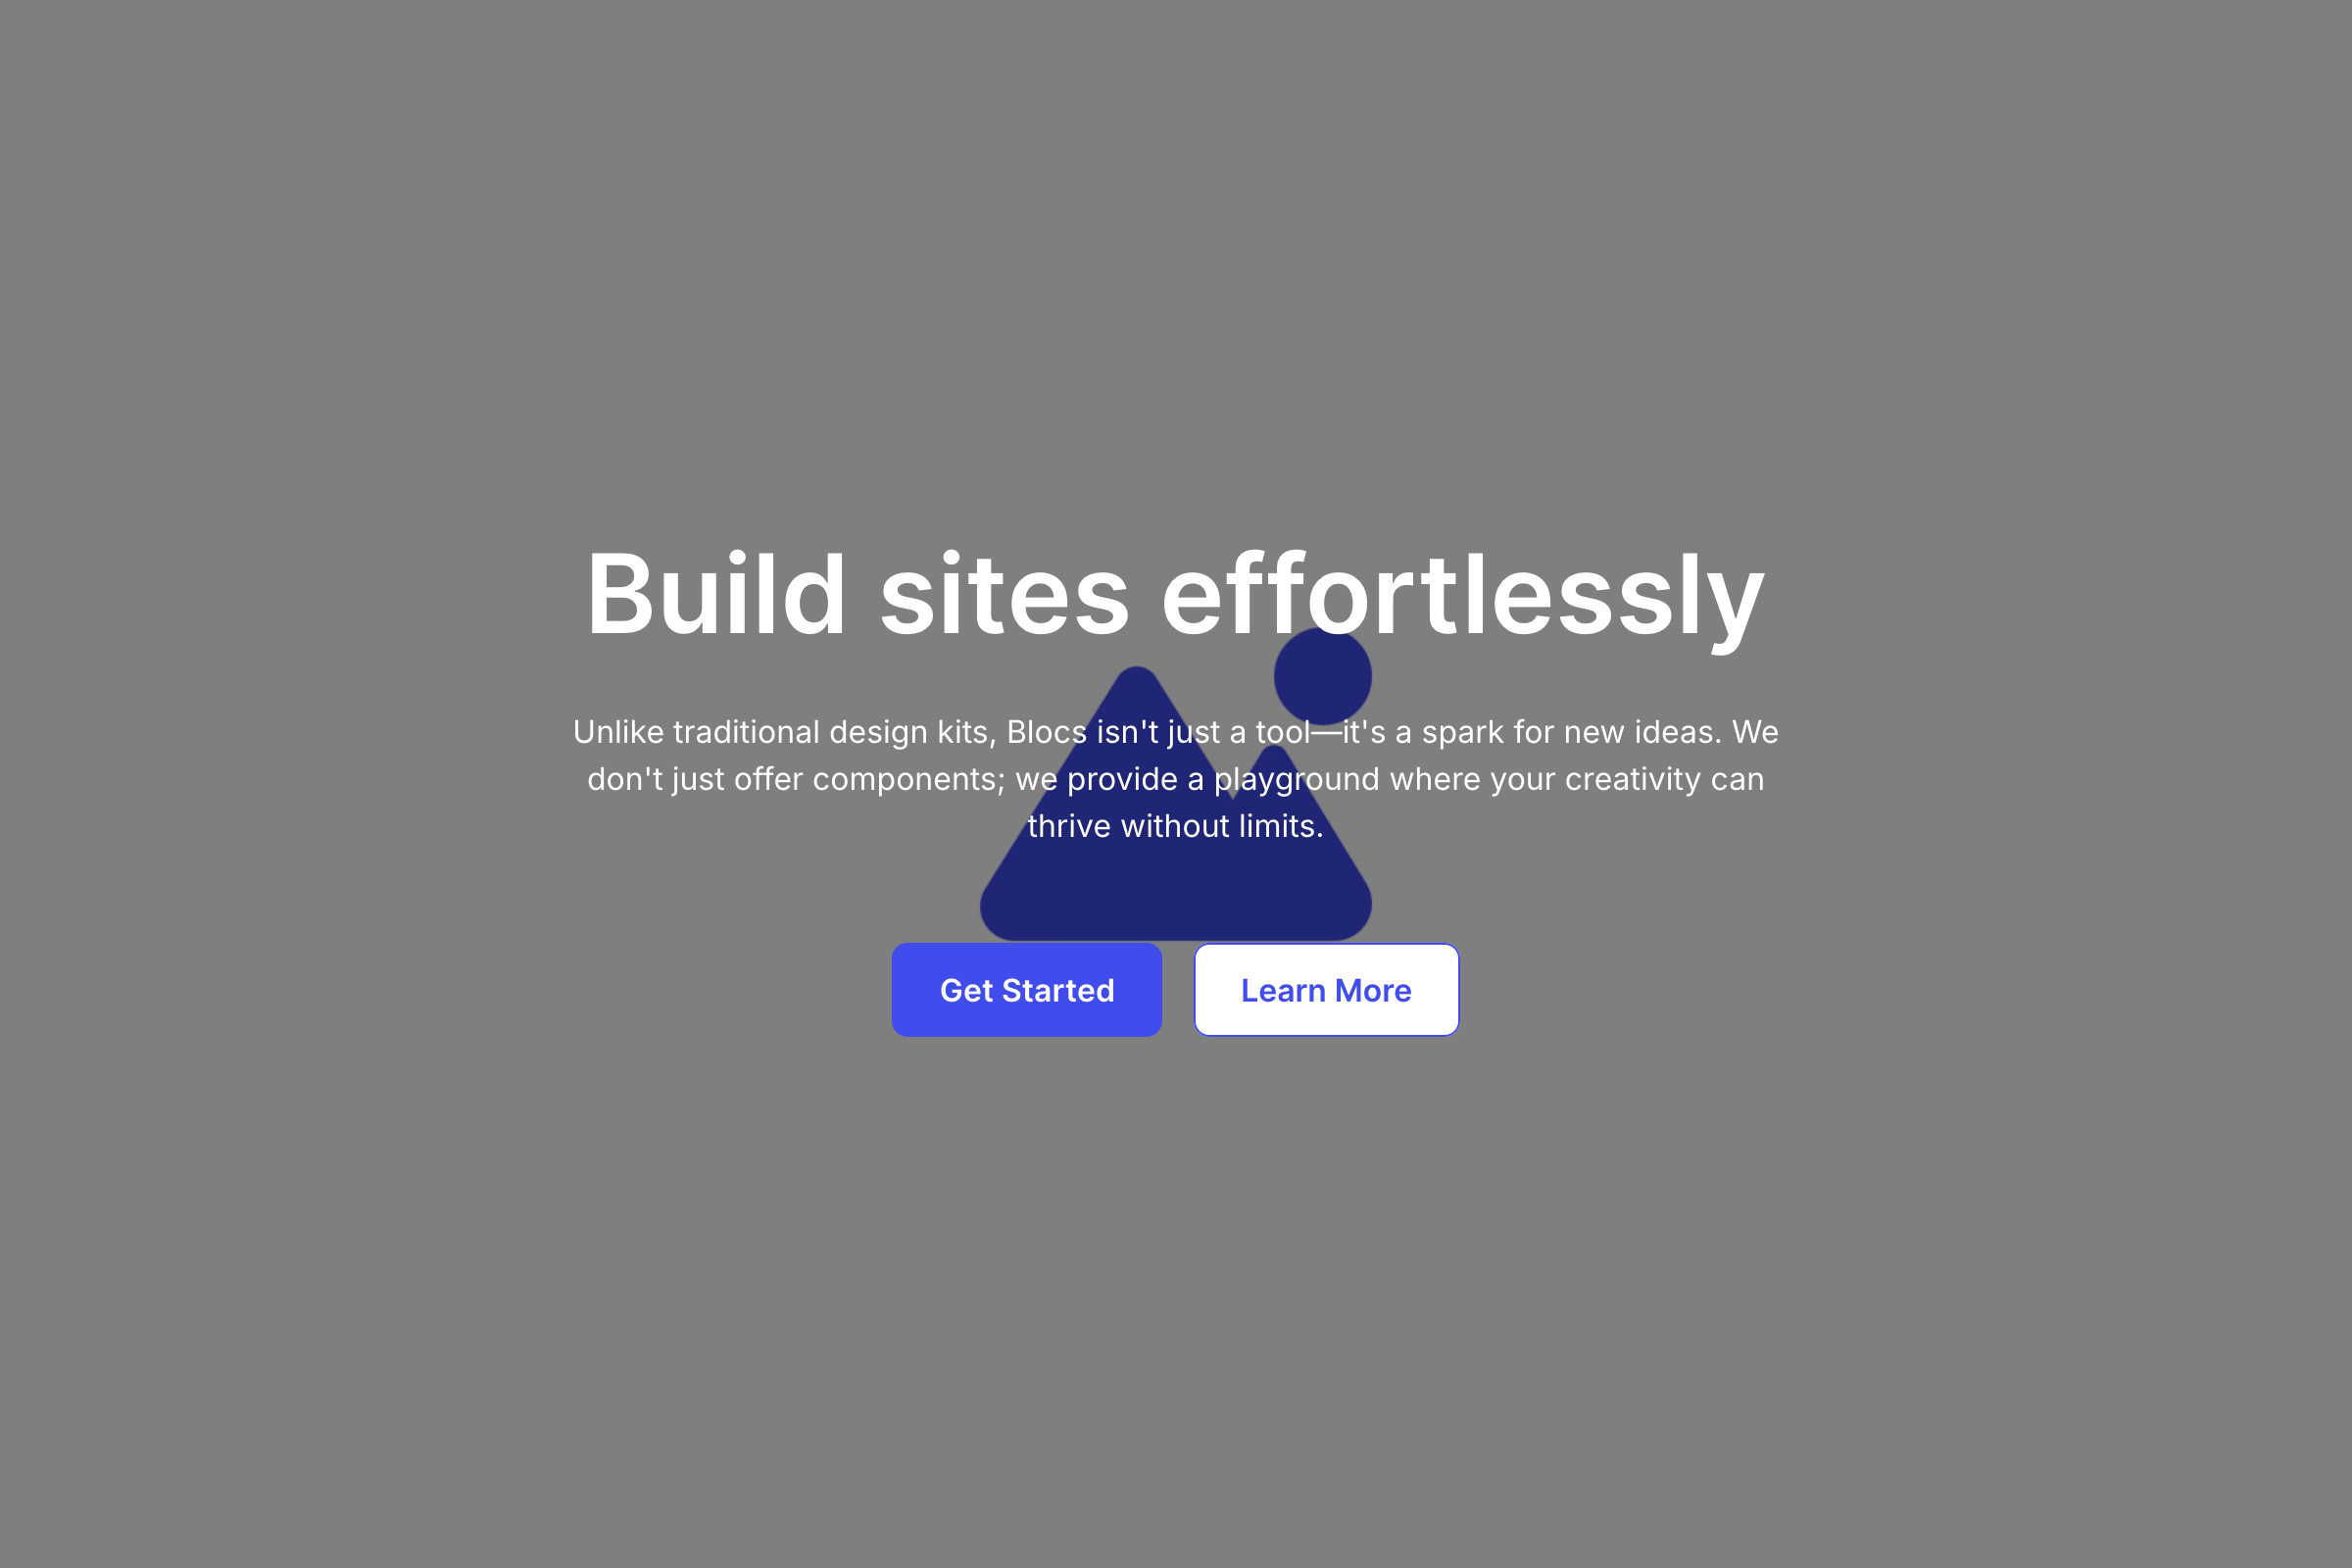 Build sites effortlessly
Unlike traditional design kits, Blocs isn't just a tool—it's a spark for new ideas. We
don't just offer components; we provide a playground where your creativity can
thrive without limits.
Get Started
Learn More